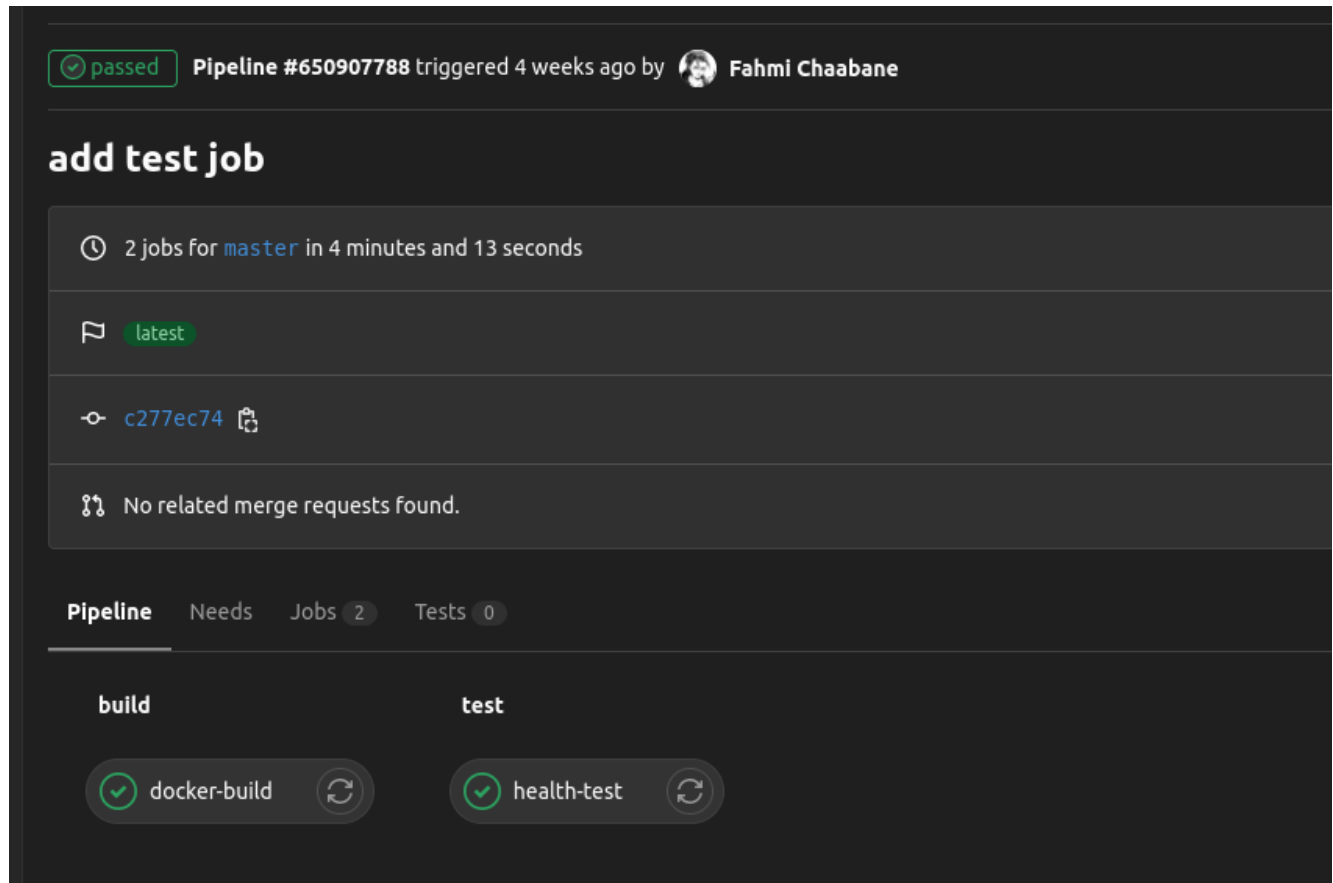 passed Pipeline #650907788 triggered 4 weeks ago by Fahmi Chaabane
add test job
2 jobs for master in 4 minutes and 13 seconds
latest
c277ec74
No related merge requests found.
Pipeline Needs Jobs 2 Tests 0
build test
docker-build health-test